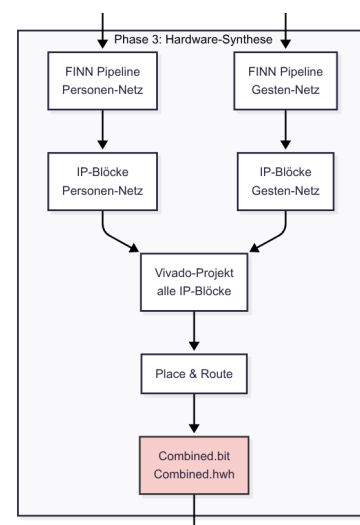 Phase 3: Hardware-Synthese
FINN Pipeline
Personen-Netz
FINN Pipeline
Gesten-Netz
IP-Blöcke
Personen-Netz
IP-Blöcke
Gesten-Netz
Vivado-Projekt
alle IP-Blöcke
Place & Route
Combined.bit
Combined.hwh